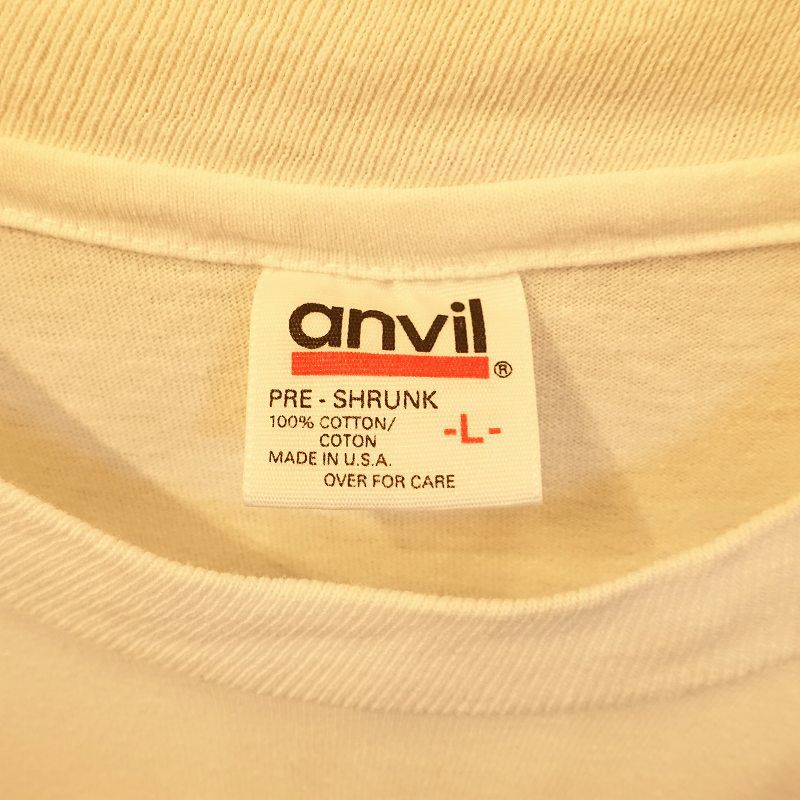 anvil®
PRE - SHRUNK
100% COTTON/
COTON
-L-
MADE IN U.S.A.
OVER FOR CARE